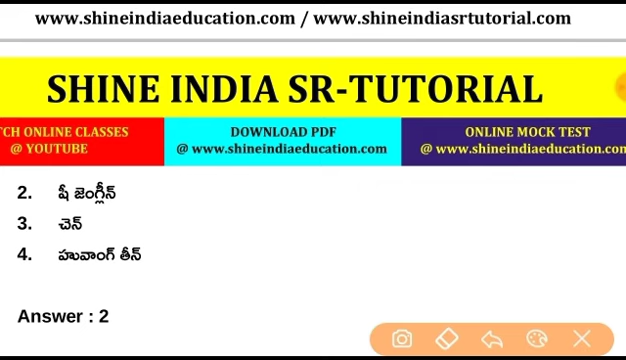 www.shineindiaeducation.com / www.shineindiasrtutorial.com
SHINE INDIA SR-TUTORIAL
TCH ONLINE CLASSES
@ YOUTUBE
DOWNLOAD PDF
@ www.shineindiaeducation.com
ONLINE MOCK TEST
@ www.shineindiaeducation.con
2. షీ జెంగ్లీన్
3. చెన్
4. హువాంగ్ తీన్
Answer : 2